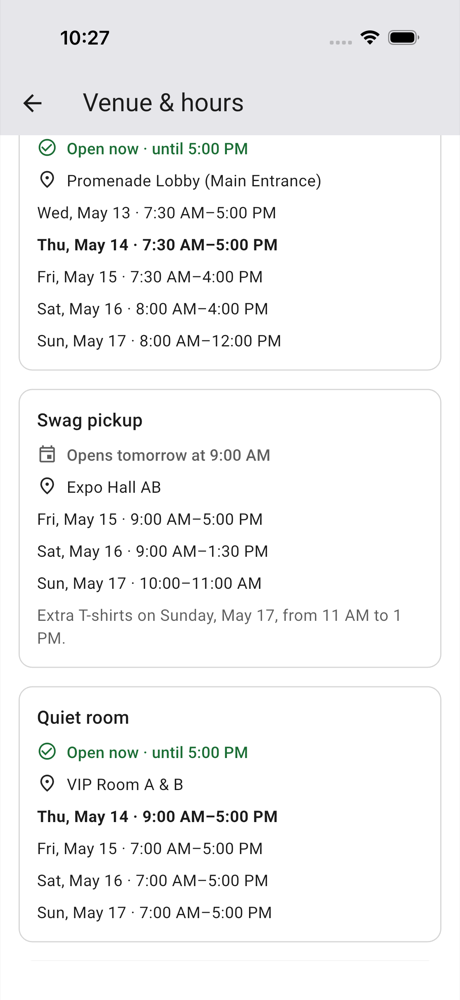 10:27
Venue & hours
Open now · until 5:00 PM
Promenade Lobby (Main Entrance)
Wed, May 13 · 7:30 AM–5:00 PM
Thu, May 14 · 7:30 AM–5:00 PM
Fri, May 15 · 7:30 AM–4:00 PM
Sat, May 16 · 8:00 AM–4:00 PM
Sun, May 17 · 8:00 AM–12:00 PM
Swag pickup
Opens tomorrow at 9:00 AM
Expo Hall AB
Fri, May 15 · 9:00 AM–5:00 PM
Sat, May 16 · 9:00 AM–1:30 PM
Sun, May 17 · 10:00–11:00 AM
Extra T-shirts on Sunday, May 17, from 11 AM to 1
PM.
Quiet room
Open now · until 5:00 PM
VIP Room A & B
Thu, May 14 · 9:00 AM–5:00 PM
Fri, May 15 · 7:00 AM–5:00 PM
Sat, May 16 · 7:00 AM–5:00 PM
Sun, May 17 · 7:00 AM–5:00 PM